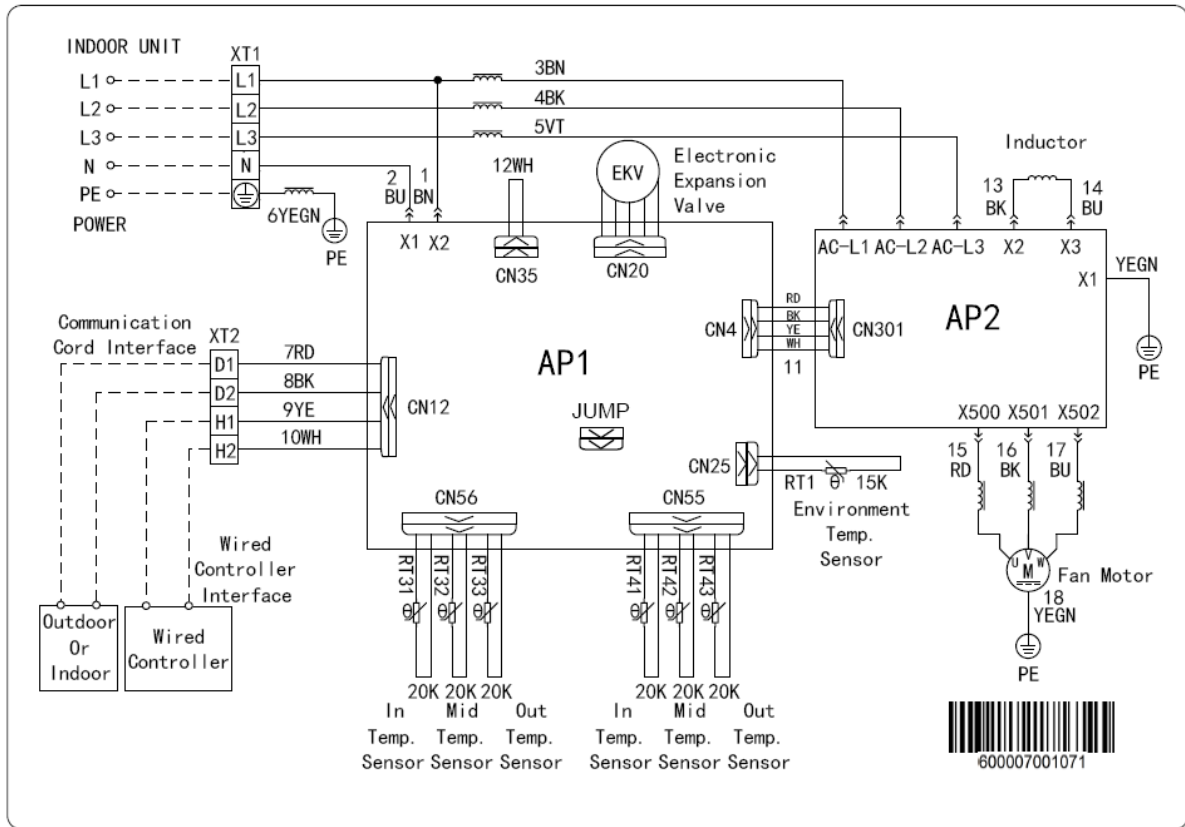 INDOOR UNIT
XT1
L1
L2
L3
N
PE
POWER
L1
L2
L3
N
3BN
4BK
5VT
6YEGN
PE
2
BU
1
BN
12WH
EKV
Electronic
Expansion
Valve
Inductor
13
BK
14
BU
X1
X2
CN35
CN20
AC-L1
AC-L2
AC-L3
X2
X3
X1
YEGN
PE
AP2
CN4
RD
BK
YE
WH
11
CN301
Communication
Cord Interface
XT2
D1
D2
H1
H2
7RD
8BK
9YE
10WH
CN12
AP1
JUMP
X500
X501
X502
15
RD
16
BK
17
BU
CN25
RT1
θ
15K
Environment
Temp.
Sensor
CN56
CN55
RT31
RT32
RT33
RT41
RT42
RT43
θ
θ
θ
θ
θ
θ
U
V
W
M
Fan Motor
18
YEGN
PE
Wired
Controller
Interface
Outdoor
Or
Indoor
Wired
Controller
20K
20K
20K
20K
20K
20K
In
Temp.
Sensor
Mid
Temp.
Sensor
Out
Temp.
Sensor
In
Temp.
Sensor
Mid
Temp.
Sensor
Out
Temp.
Sensor
600007001071